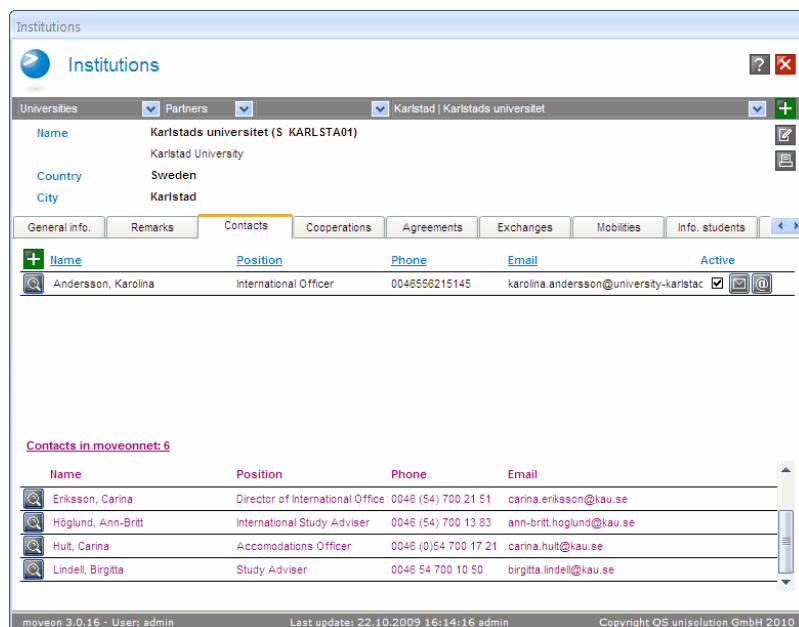 Institutions
Institutions
?
Universities Partners Karlstad | Karlstads universitet
Name Karlstads universitet (S KARLSTA01)
Karlstad University
Country Sweden
City Karlstad
General info. Remarks Contacts Cooperations Agreements Exchanges Mobilities Info. students
Name Position Phone Email Active
Andersson, Karolina International Officer 0046556215145 karolina.andersson@university-karlstac @
Contacts in moveonnet: 6
Name Position Phone Email
Eriksson, Carina Director of International Office 0046 (54) 700 21 51 carina.eriksson@kau.se
Höglund, Ann-Britt International Study Adviser 0046 (54) 700 13 83 ann-britt.hoglund@kau.se
Hult, Carina Accomodations Officer 0046 (0)54 700 17 21 carina.hult@kau.se
Lindell, Birgitta Study Adviser 0046 54 700 10 50 birgitta.lindell@kau.se
moveon 3.0.16 - User: admin Last update: 22.10.2009 16:14:16 admin Copyright QS unisolution GmbH 2010